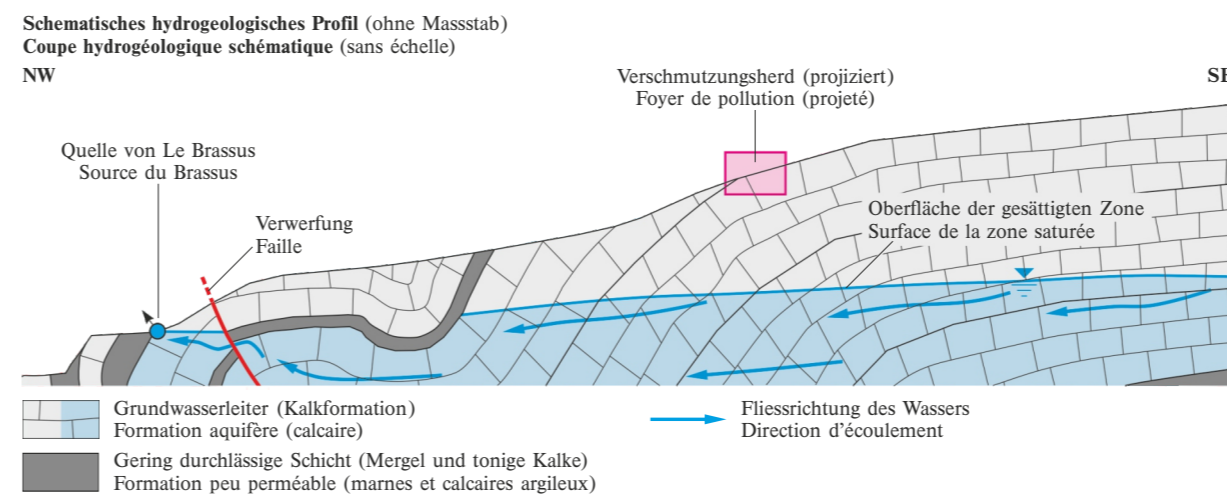 Schematisches hydrogeologisches Profil (ohne Massstab)
Coupe hydrogéologique schématique (sans échelle)
NW
SE
Verschmutzungsherd (projiziert)
Foyer de pollution (projeté)
Quelle von Le Brassus
Source du Brassus
Verwerfung
Faille
Oberfläche der gesättigten Zone
Surface de la zone saturée
Grundwasserleiter (Kalkformation)
Formation aquifère (calcaire)
Fliessrichtung des Wassers
Direction d'écoulement
Gering durchlässige Schicht (Mergel und tonige Kalke)
Formation peu perméable (marnes et calcaires argileux)